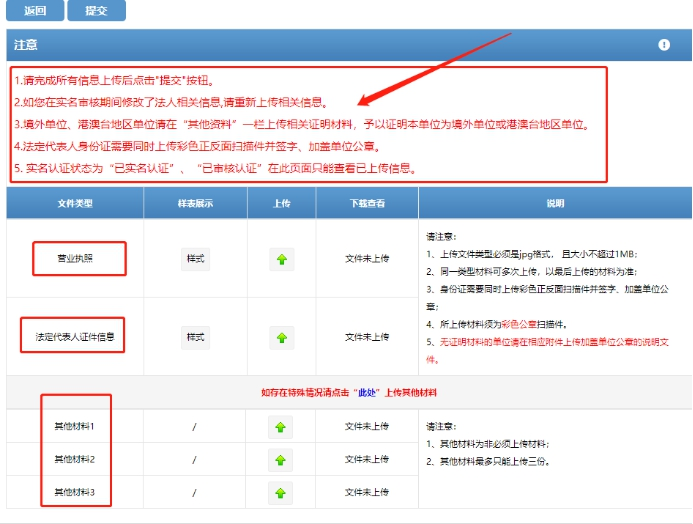 返回 提交
注意
1.请完成所有信息上传后点击"提交"按钮。
2.如您在实名审核期间修改了法人相关信息,请重新上传相关信息。
3.境外单位、港澳台地区单位请在“其他资料”一栏上传相关证明材料，予以证明本单位为境外单位或港澳台地区单位。
4.法定代表人身份证需要同时上传彩色正反面扫描件并签字、加盖单位公章。
5. 实名认证状态为“已实名认证”、“已审核认证”在此页面只能查看已上传信息。
文件类型 样表展示 上传 下载查看 说明
营业执照 样式 文件未上传
法定代表人证件信息 样式 文件未上传
请注意：
1、上传文件类型必须是jpg格式， 且大小不超过1MB；
2、同一类型材料可多次上传，以最后上传的材料为准；
3、身份证需要同时上传彩色正反面扫描件并签字、加盖单位公
章；
4、所上传材料须为彩色公章扫描件。
5、无证明材料的单位请在相应附件上传加盖单位公章的说明文
件。
如存在特殊情况请点击“此处”上传其他材料
其他材料1 / 文件未上传
其他材料2 / 文件未上传
其他材料3 / 文件未上传
请注意：
1、其他材料为非必须上传材料；
2、其他材料最多只能上传三份。